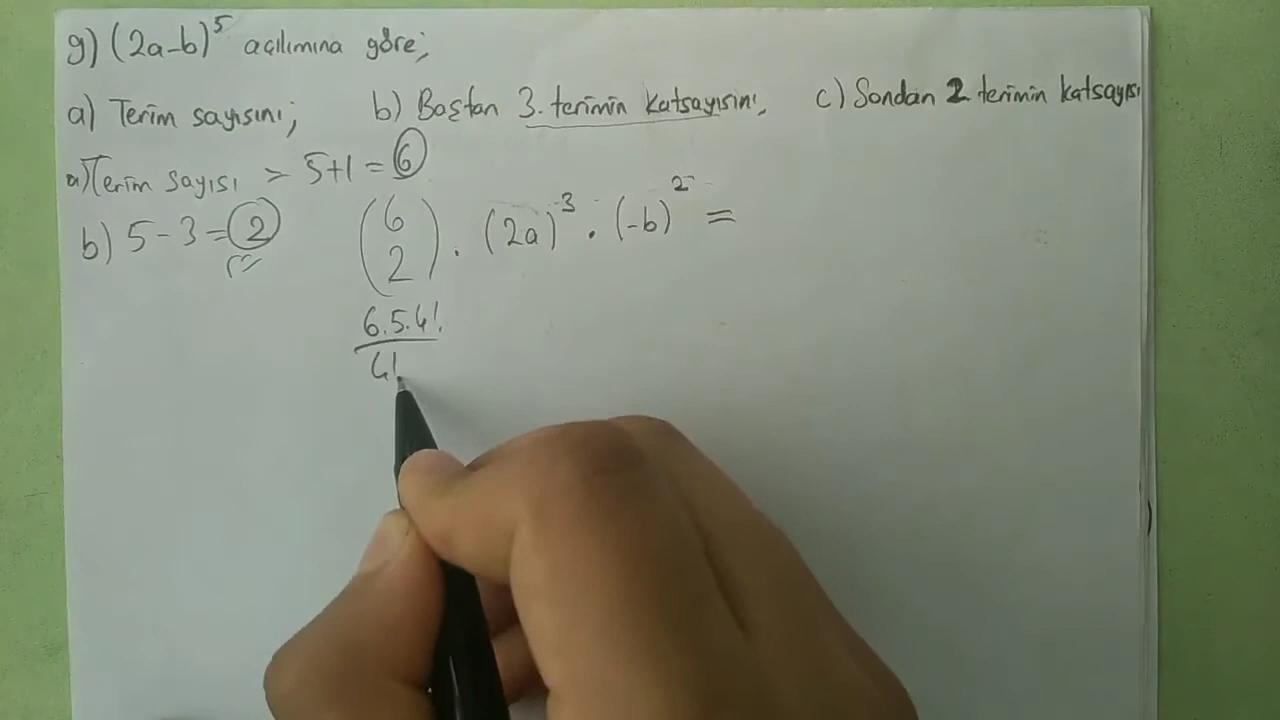 g) (2a-b)⁵ açılımına göre;
a) Terim sayısını; b) Baştan 3. terimin katsayısını, c) Sondan 2 terimin katsayısı
a) Terim sayısı = 5+1 = 6
b) 5-3=2 (6 2) . (2a)³ . (-b)² =
6.5.4!
4!